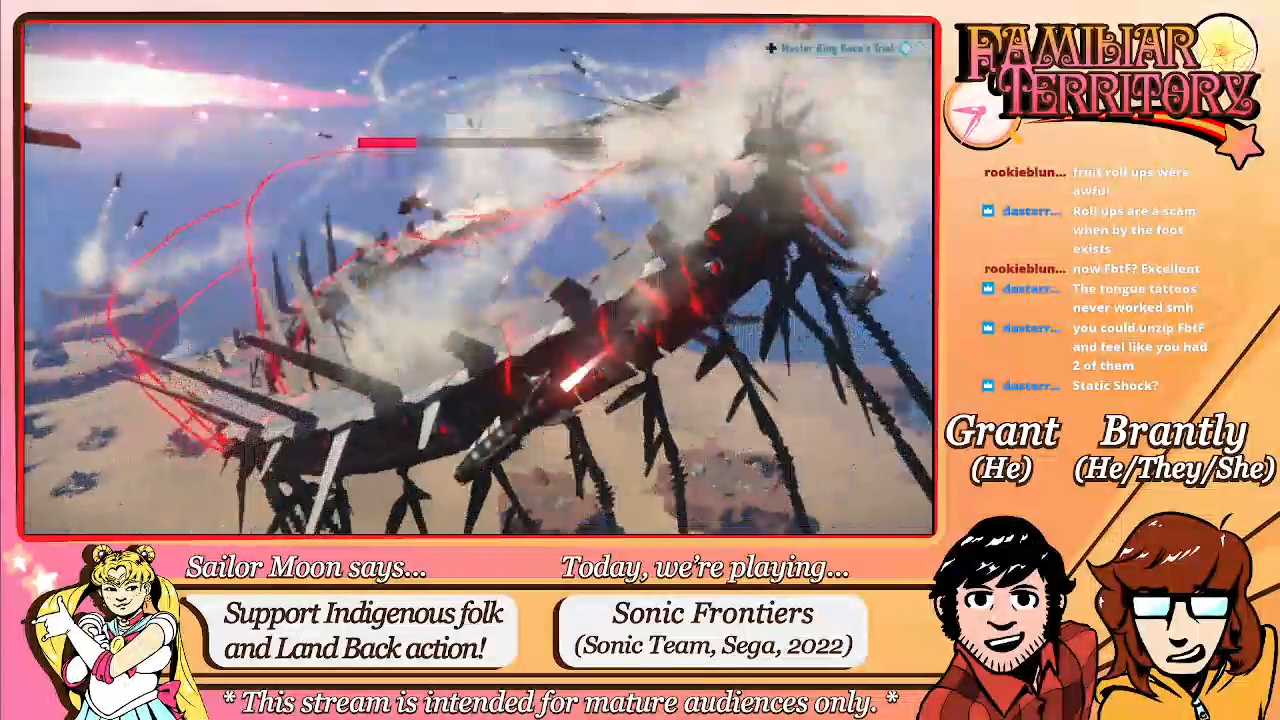 Master King Koco's Trial
FAMILIAR
TERRITORY
rookieblun... fruit roll ups were
awful
dasterr... Roll ups are a scam
when by the foot
exists
rookieblun... now FbtF? Excellent
dasterr... The tongue tattoos
never worked smh
dasterr... you could unzip FbtF
and feel like you had
2 of them
dasterr... Static Shock?
Grant Brantly
(He) (He/They/She)
Sailor Moon says... Today, we're playing...
Support Indigenous folk
and Land Back action!
Sonic Frontiers
(Sonic Team, Sega, 2022)
* This stream is intended for mature audiences only. *